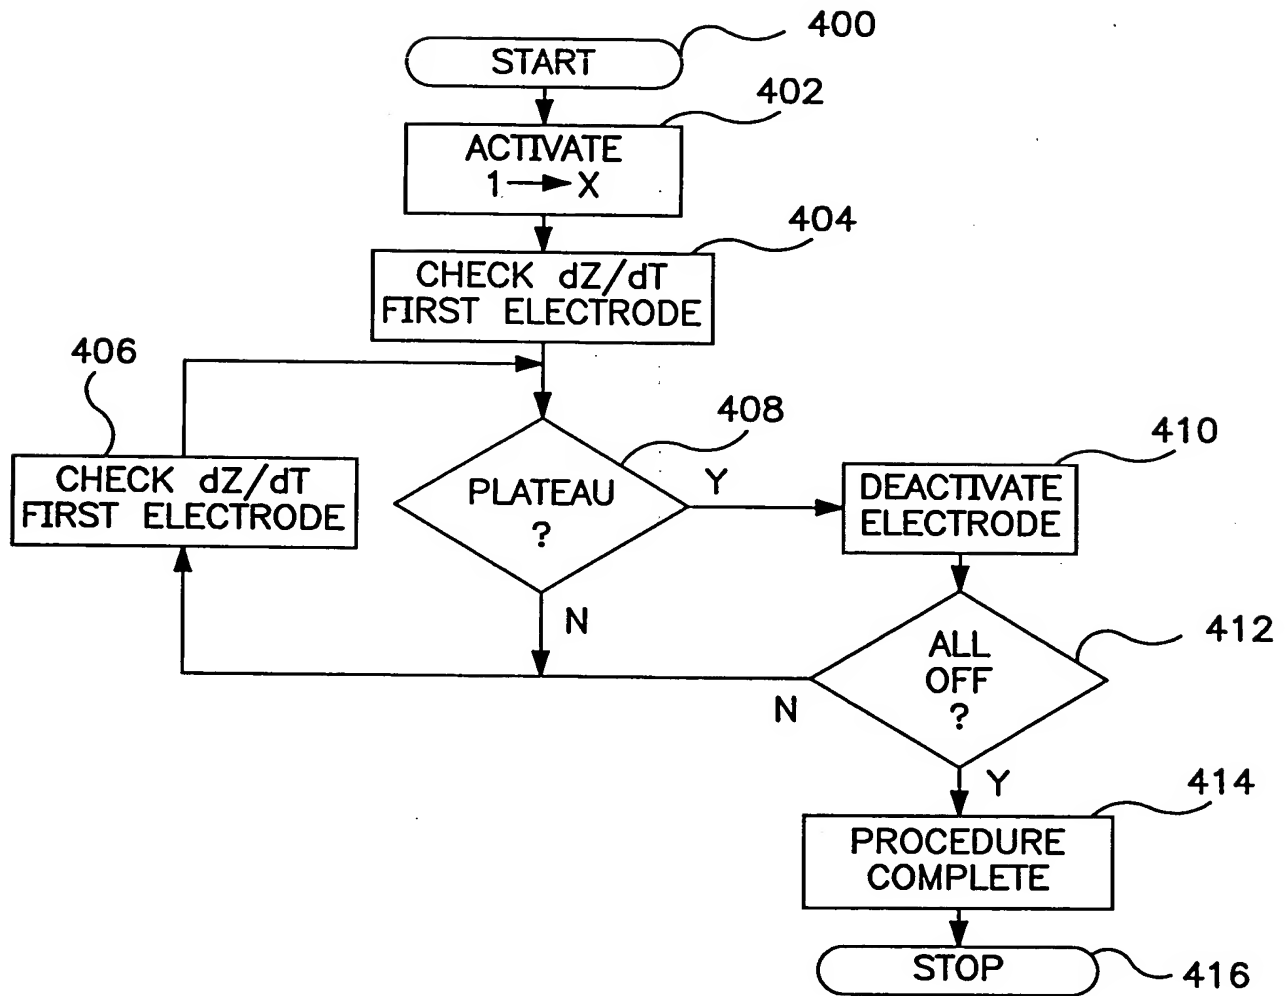 400
START
402
ACTIVATE
1 → X
404
CHECK dZ/dT
FIRST ELECTRODE
406
CHECK dZ/dT
FIRST ELECTRODE
408
PLATEAU
?
Y
N
410
DEACTIVATE
ELECTRODE
412
ALL
OFF
?
N
Y
414
PROCEDURE
COMPLETE
STOP
416